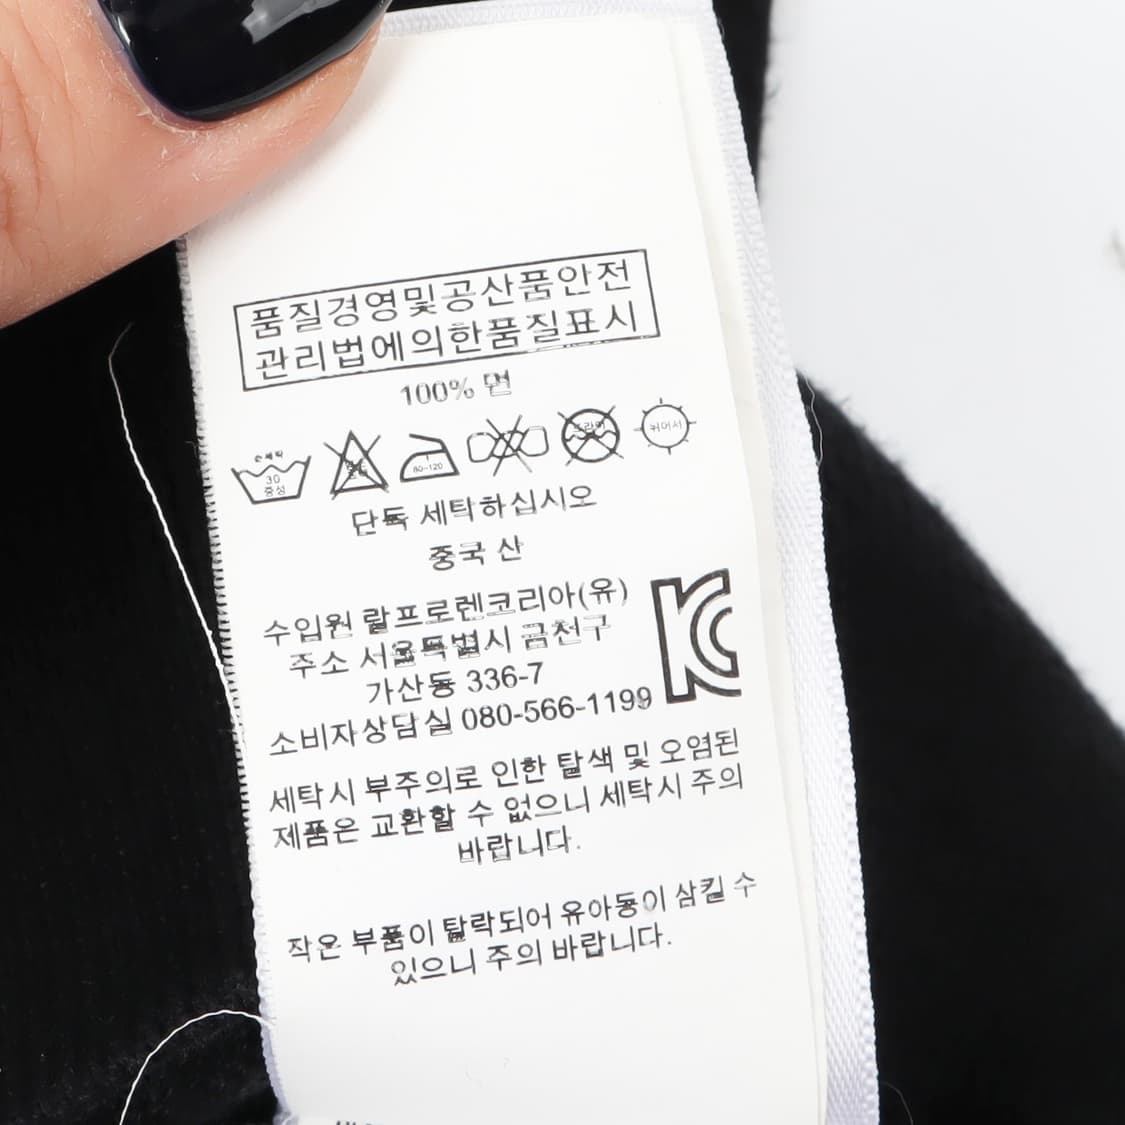 품질경영및공산품안전
관리법에의한품질표시
100% 면
손세탁
30
중성
80~120
드라이
뉘어서
단독 세탁하십시오
중국 산
수입원 랄프로렌코리아(유)
주소 서울특별시 금천구
가산동 336-7
소비자상담실 080-566-1199
세탁시 부주의로 인한 탈색 및 오염된
제품은 교환할 수 없으니 세탁시 주의
바랍니다.
작은 부품이 탈락되어 유아동이 삼킬 수
있으니 주의 바랍니다.